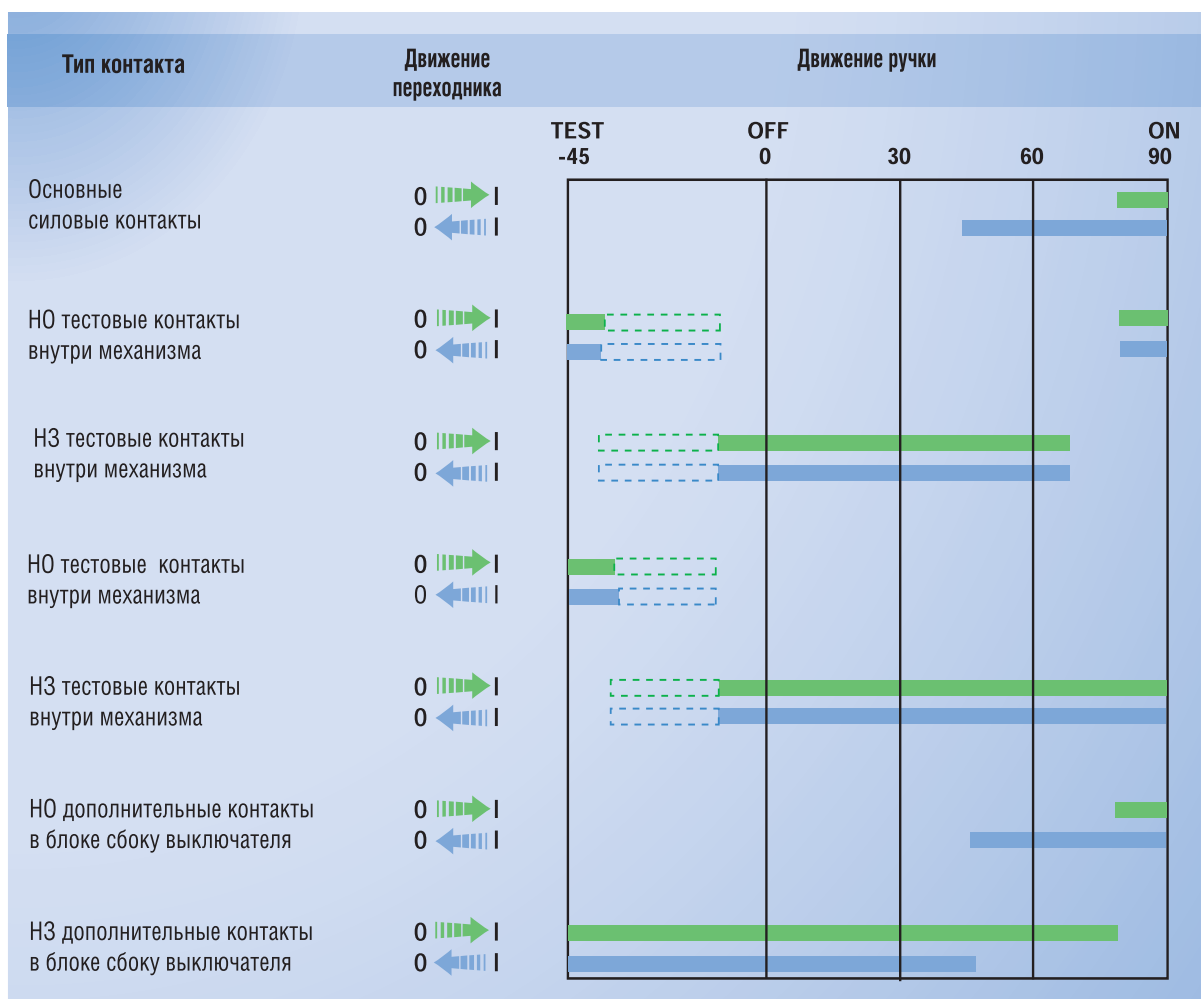 Тип контакта
Движение
переходника
Движение ручки
TEST OFF ON
-45 0 30 60 90
Основные
силовые контакты
0 I
0 I
НО тестовые контакты
внутри механизма
0 I
0 I
НЗ тестовые контакты
внутри механизма
0 I
0 I
НО тестовые контакты
внутри механизма
0 I
0 I
НЗ тестовые контакты
внутри механизма
0 I
0 I
НО дополнительные контакты
в блоке сбоку выключателя
0 I
0 I
НЗ дополнительные контакты
в блоке сбоку выключателя
0 I
0 I